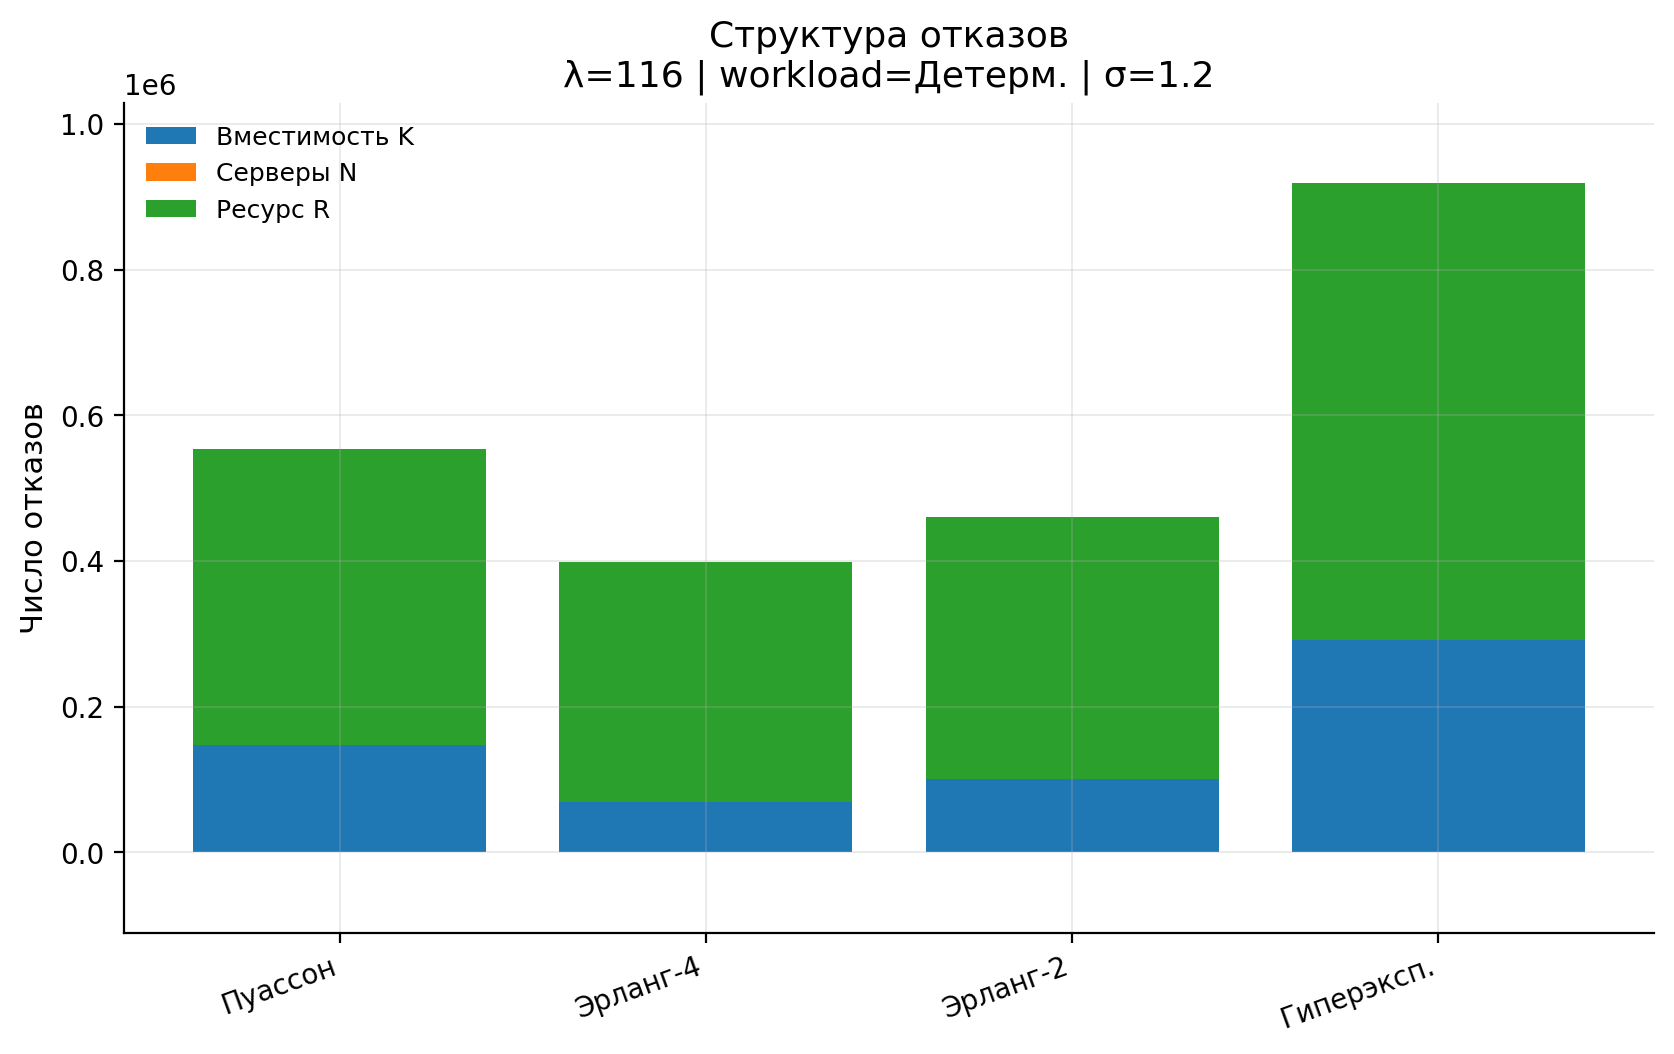 Структура отказов
λ=116 | workload=Детерм. | σ=1.2
1e6
Вместимость K
Серверы N
Ресурс R
Число отказов
1.0
0.8
0.6
0.4
0.2
0.0
Пуассон
Эрланг-4
Эрланг-2
Гиперэксп.